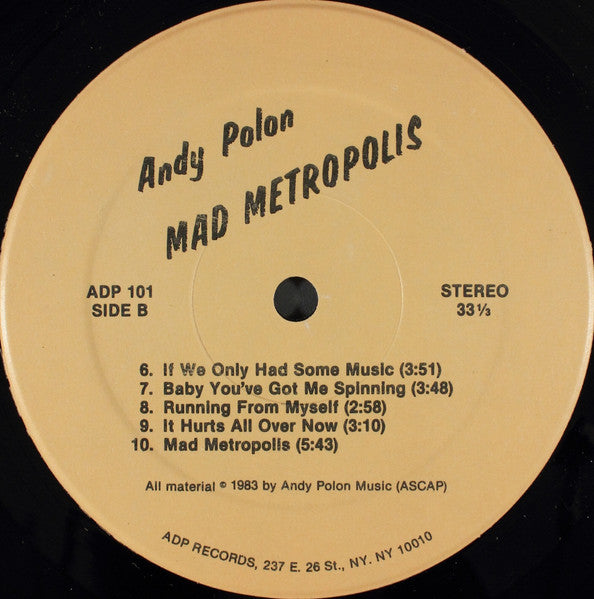 Andy Polon
MAD METROPOLIS
ADP 101
SIDE B
STEREO
33 ⅓
6. If We Only Had Some Music (3:51)
7. Baby You've Got Me Spinning (3:48)
8. Running From Myself (2:58)
9. It Hurts All Over Now (3:10)
10. Mad Metropolis (5:43)
All material © 1983 by Andy Polon Music (ASCAP)
ADP RECORDS, 237 E. 26 St., NY. NY 10010